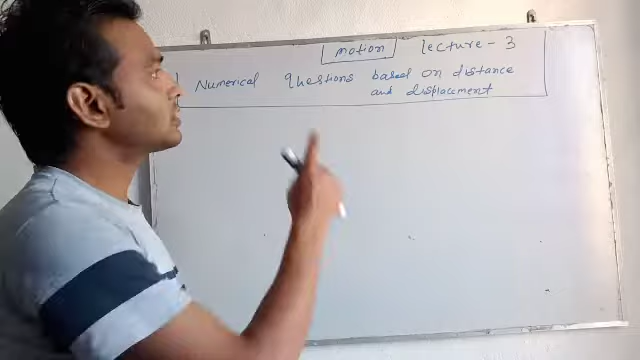 motion lecture - 3
Numerical Questions based on distance
and displacement